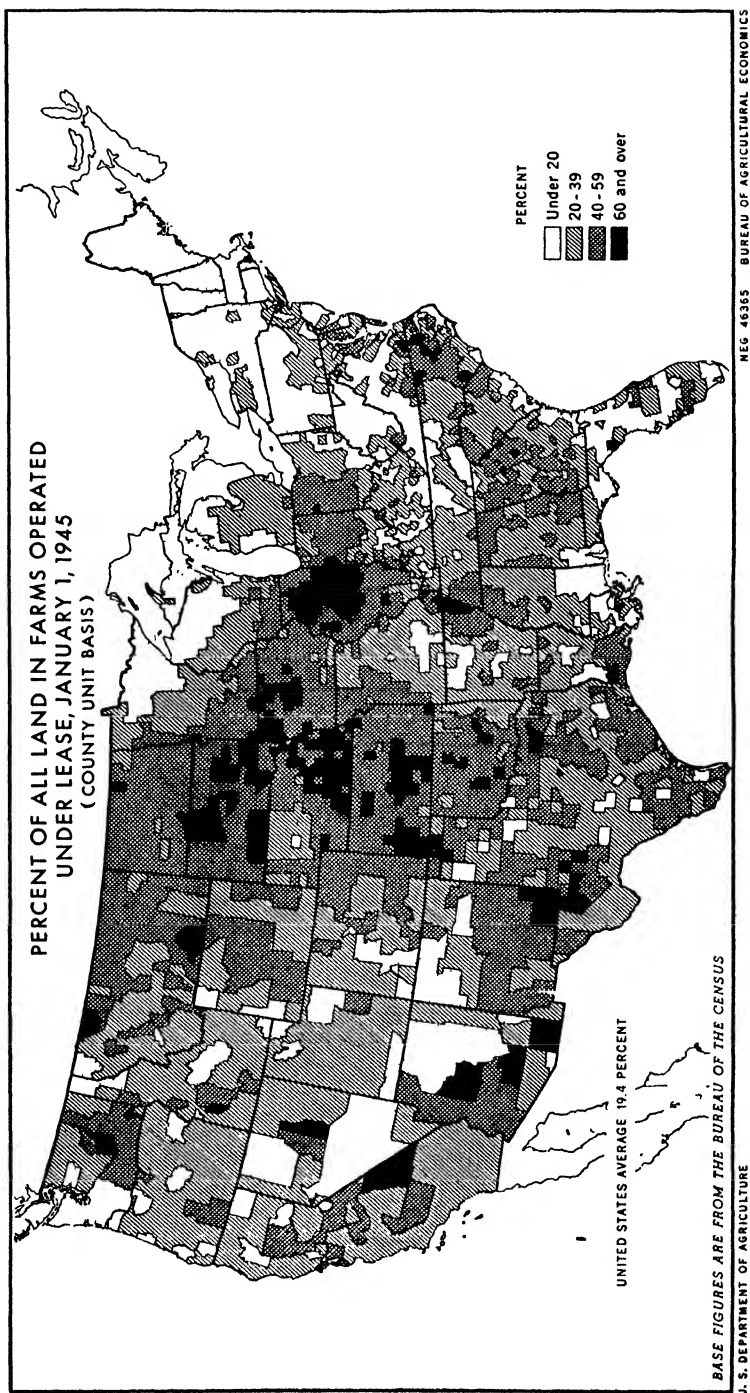 PERCENT OF ALL LAND IN FARMS OPERATED
UNDER LEASE, JANUARY 1, 1945
(COUNTY UNIT BASIS)
PERCENT
Under 20
20-39
40-59
60 and over
UNITED STATES AVERAGE 19.4 PERCENT
BASE FIGURES ARE FROM THE BUREAU OF THE CENSUS
U. S. DEPARTMENT OF AGRICULTURE
NEG 46365 BUREAU OF AGRICULTURAL ECONOMICS